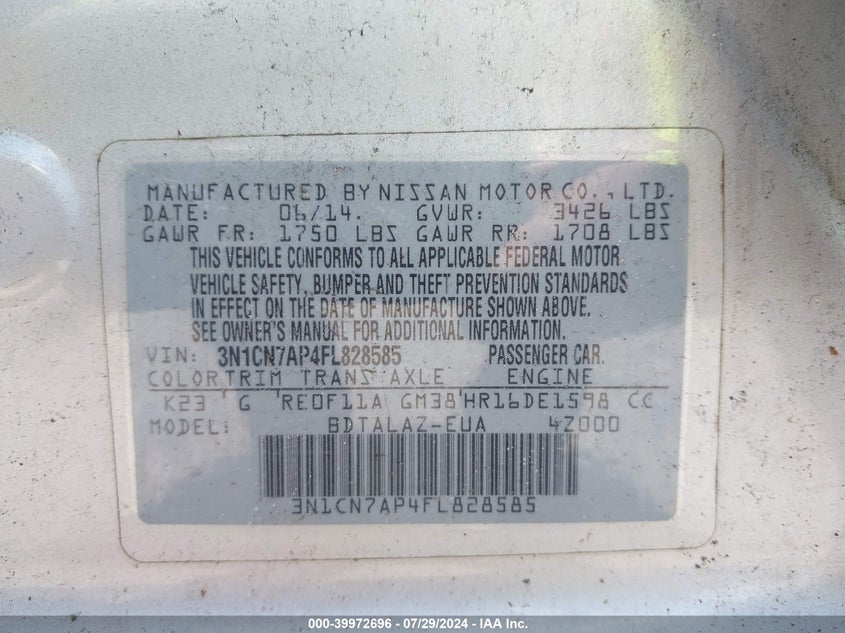 MANUFACTURED BY NISSAN MOTOR CO., LTD.
DATE: 06/14. GVWR: 3426 LBS
GAWR FR: 1750 LBS GAWR RR: 1708 LBS
THIS VEHICLE CONFORMS TO ALL APPLICABLE FEDERAL MOTOR
VEHICLE SAFETY, BUMPER AND THEFT PREVENTION STANDARDS
IN EFFECT ON THE DATE OF MANUFACTURE SHOWN ABOVE.
SEE OWNER'S MANUAL FOR ADDITIONAL INFORMATION.
VIN: 3N1CN7AP4FL828585 PASSENGER CAR.
COLOR TRIM TRANS AXLE ENGINE
K23 G RE0F11A GM38 HR16DE1598 CC
MODEL: BDTALAZ-EUA 4Z000
3N1CN7AP4FL828585
000-39972696 - 07/29/2024 - IAA, Inc.